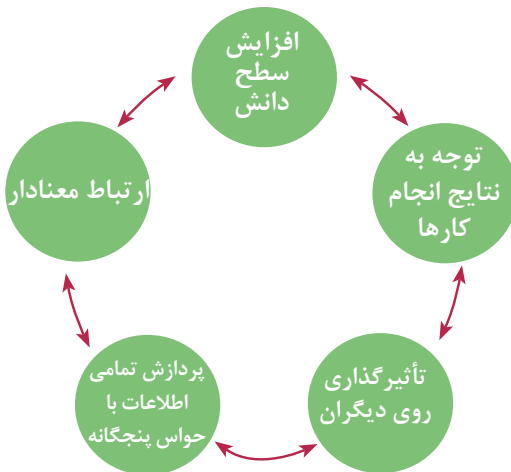 افزایش
سطح
دانش
توجه به
نتایج انجام
کارها
تأثیرگذاری
روی دیگران
پردازش تمامی
اطلاعات با
حواس پنجگانه
ارتباط معنادار